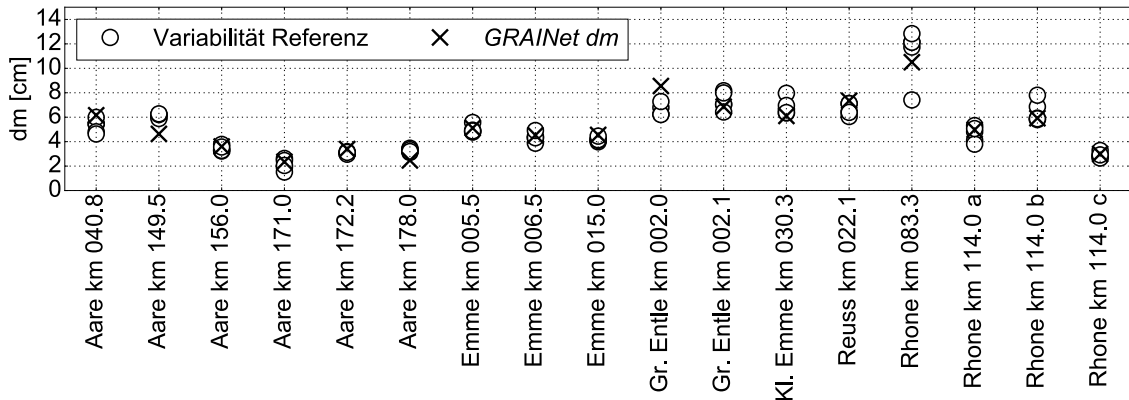 14
12
10
8
6
4
2
0
dm [cm]
Variabilität Referenz
GRAINet dm
Aare km 040.8
Aare km 149.5
Aare km 156.0
Aare km 171.0
Aare km 172.2
Aare km 178.0
Emme km 005.5
Emme km 006.5
Emme km 015.0
Gr. Entle km 002.0
Gr. Entle km 002.1
Kl. Emme km 030.3
Reuss km 022.1
Rhone km 083.3
Rhone km 114.0 a
Rhone km 114.0 b
Rhone km 114.0 c